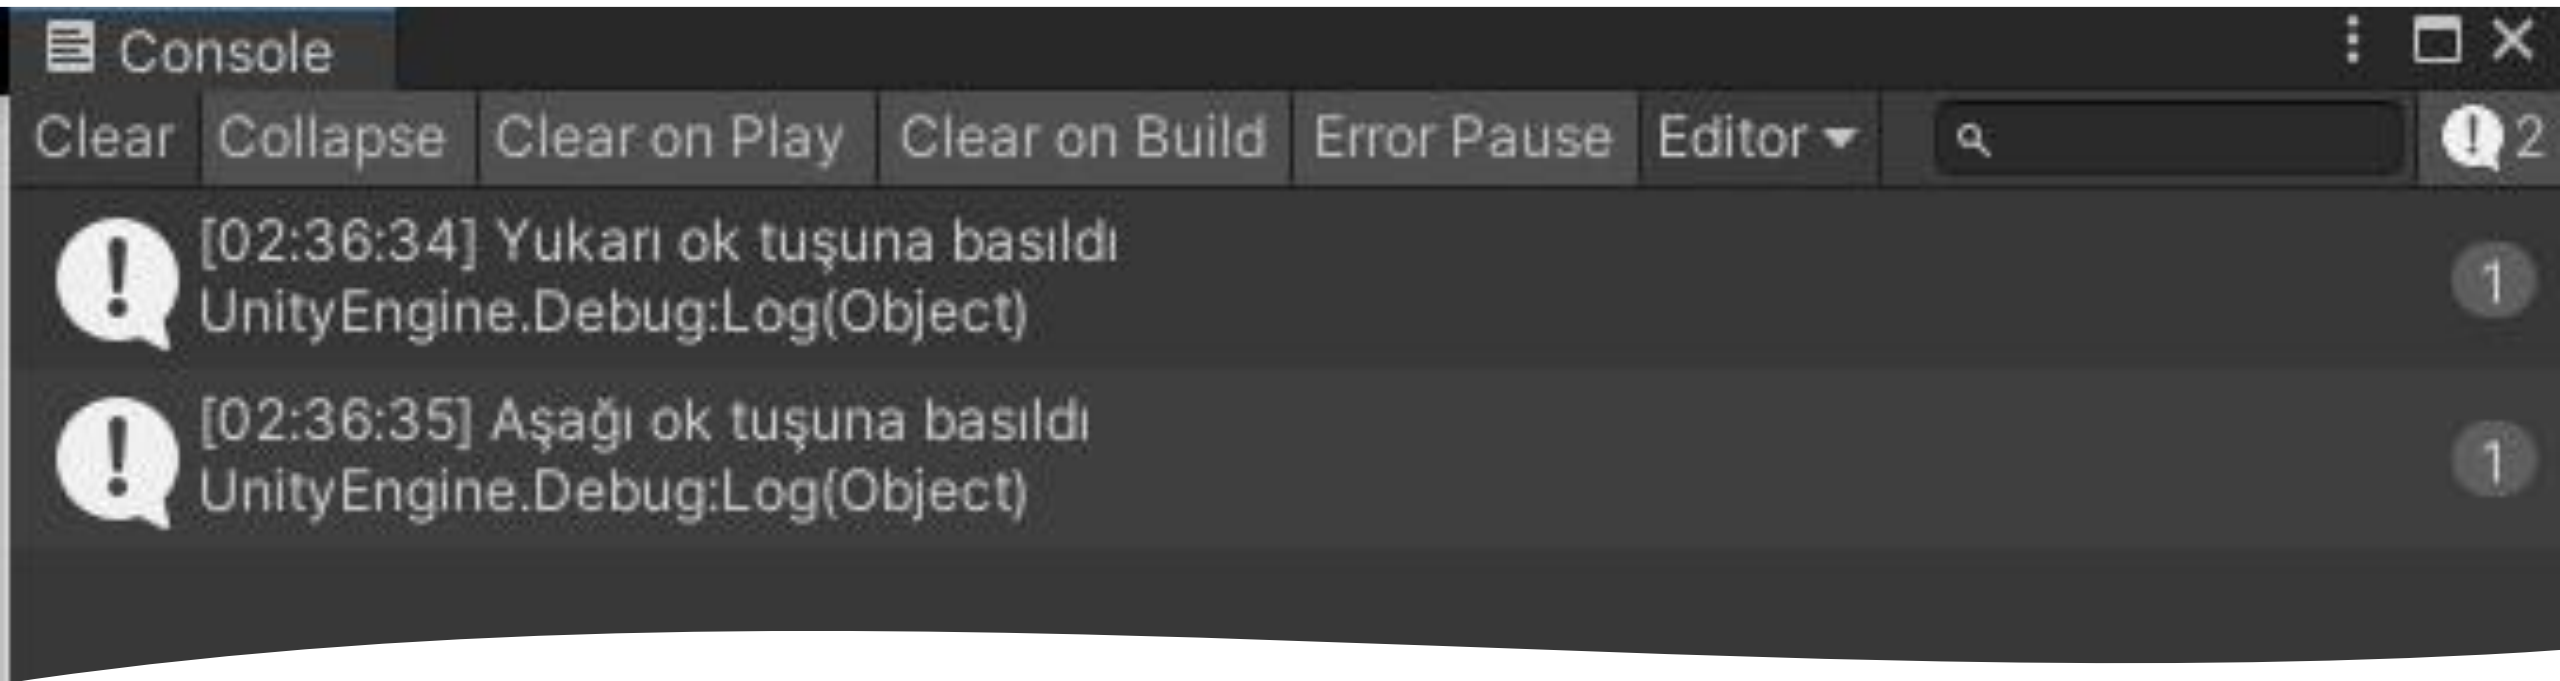 Console
Clear Collapse Clear on Play Clear on Build Error Pause Editor 2
[02:36:34] Yukarı ok tuşuna basıldı 1
UnityEngine.Debug:Log(Object)
[02:36:35] Aşağı ok tuşuna basıldı 1
UnityEngine.Debug:Log(Object)